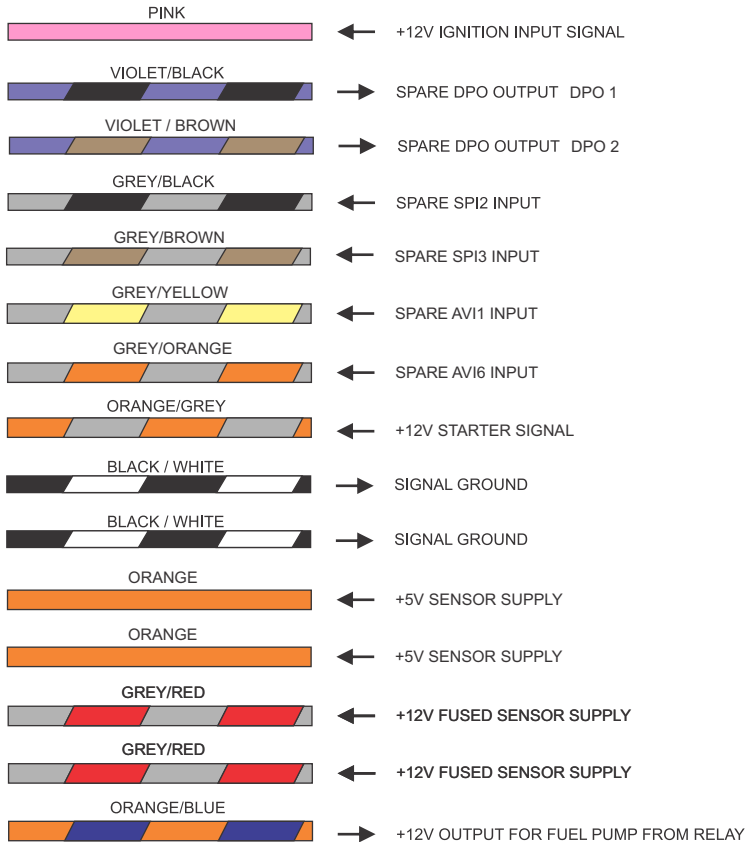 PINK
+12V IGNITION INPUT SIGNAL
VIOLET/BLACK
SPARE DPO OUTPUT DPO 1
VIOLET / BROWN
SPARE DPO OUTPUT DPO 2
GREY/BLACK
SPARE SPI2 INPUT
GREY/BROWN
SPARE SPI3 INPUT
GREY/YELLOW
SPARE AVI1 INPUT
GREY/ORANGE
SPARE AVI6 INPUT
ORANGE/GREY
+12V STARTER SIGNAL
BLACK / WHITE
SIGNAL GROUND
BLACK / WHITE
SIGNAL GROUND
ORANGE
+5V SENSOR SUPPLY
ORANGE
+5V SENSOR SUPPLY
GREY/RED
+12V FUSED SENSOR SUPPLY
GREY/RED
+12V FUSED SENSOR SUPPLY
ORANGE/BLUE
+12V OUTPUT FOR FUEL PUMP FROM RELAY